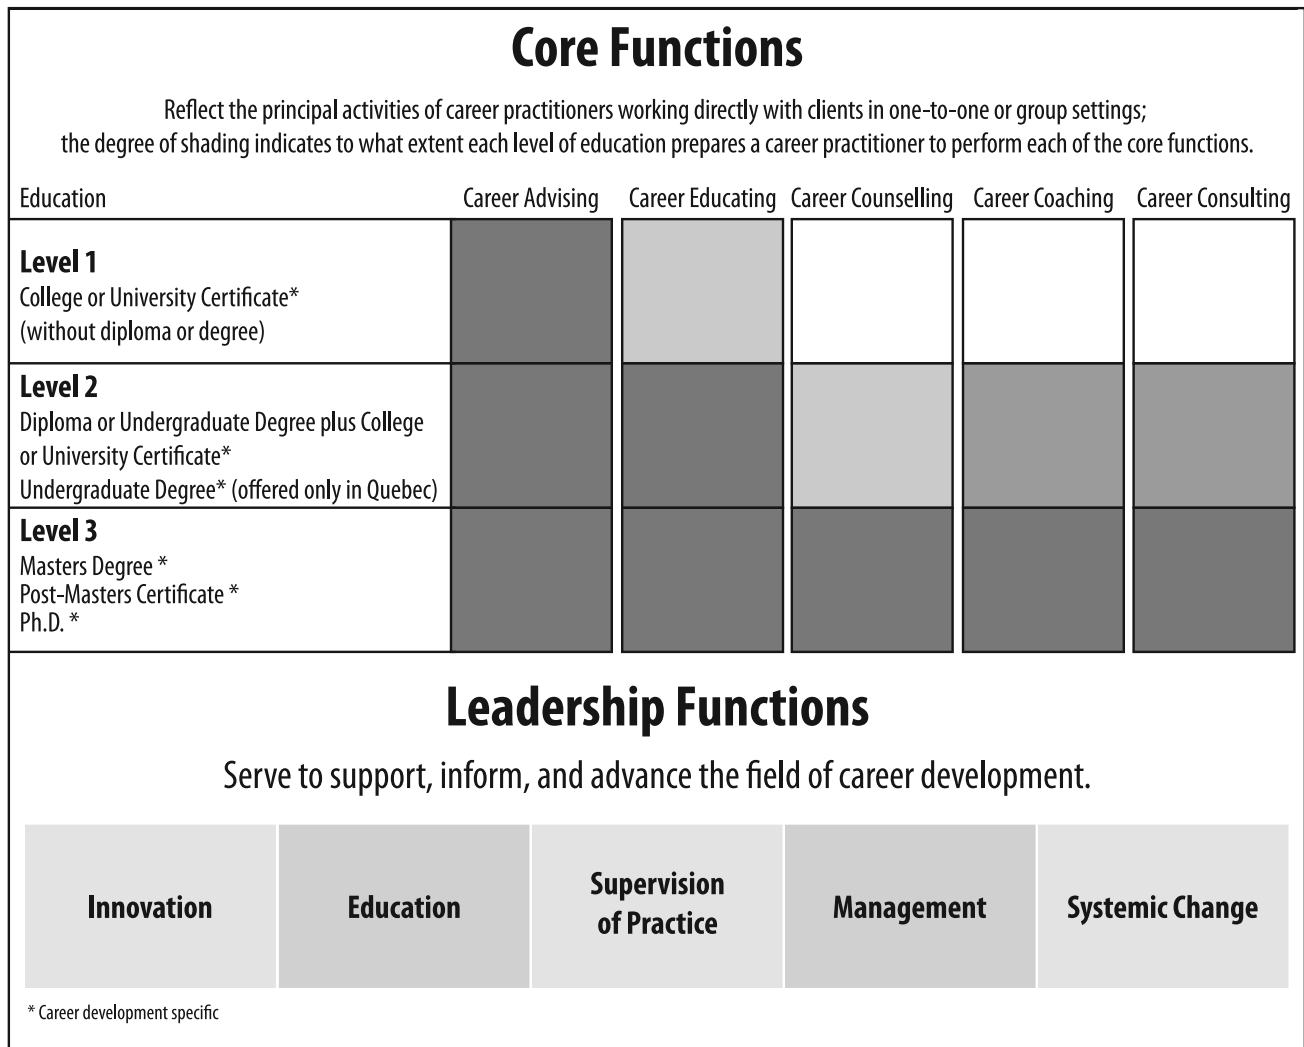 Core Functions
Reflect the principal activities of career practitioners working directly with clients in one-to-one or group settings;
the degree of shading indicates to what extent each level of education prepares a career practitioner to perform each of the core functions.
Education Career Advising Career Educating Career Counselling Career Coaching Career Consulting
Level 1
College or University Certificate*
(without diploma or degree)
Level 2
Diploma or Undergraduate Degree plus College
or University Certificate*
Undergraduate Degree* (offered only in Quebec)
Level 3
Masters Degree *
Post-Masters Certificate *
Ph.D. *
Leadership Functions
Serve to support, inform, and advance the field of career development.
Innovation
Education
Supervision
of Practice
Management
Systemic Change
* Career development specific